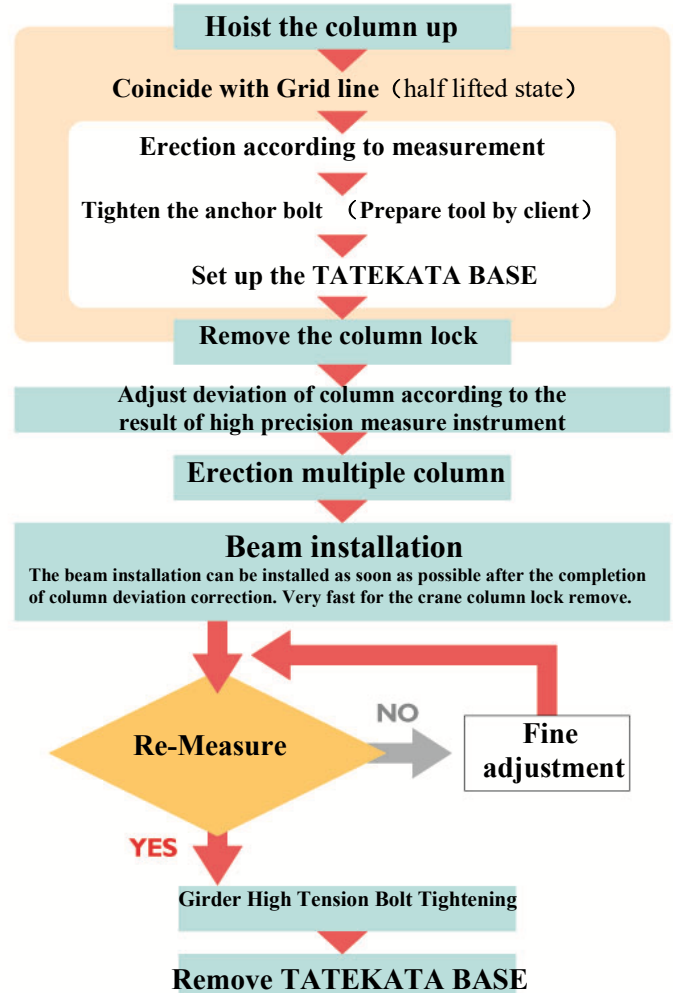 Hoist the column up
Coincide with Grid line（half lifted state）
Erection according to measurement
Tighten the anchor bolt （Prepare tool by client）
Set up the TATEKATA BASE
Remove the column lock
Adjust deviation of column according to the
result of high precision measure instrument
Erection multiple column
Beam installation
The beam installation can be installed as soon as possible after the completion
of column deviation correction. Very fast for the crane column lock remove.
Re-Measure
NO
Fine
adjustment
YES
Girder High Tension Bolt Tightening
Remove TATEKATA BASE